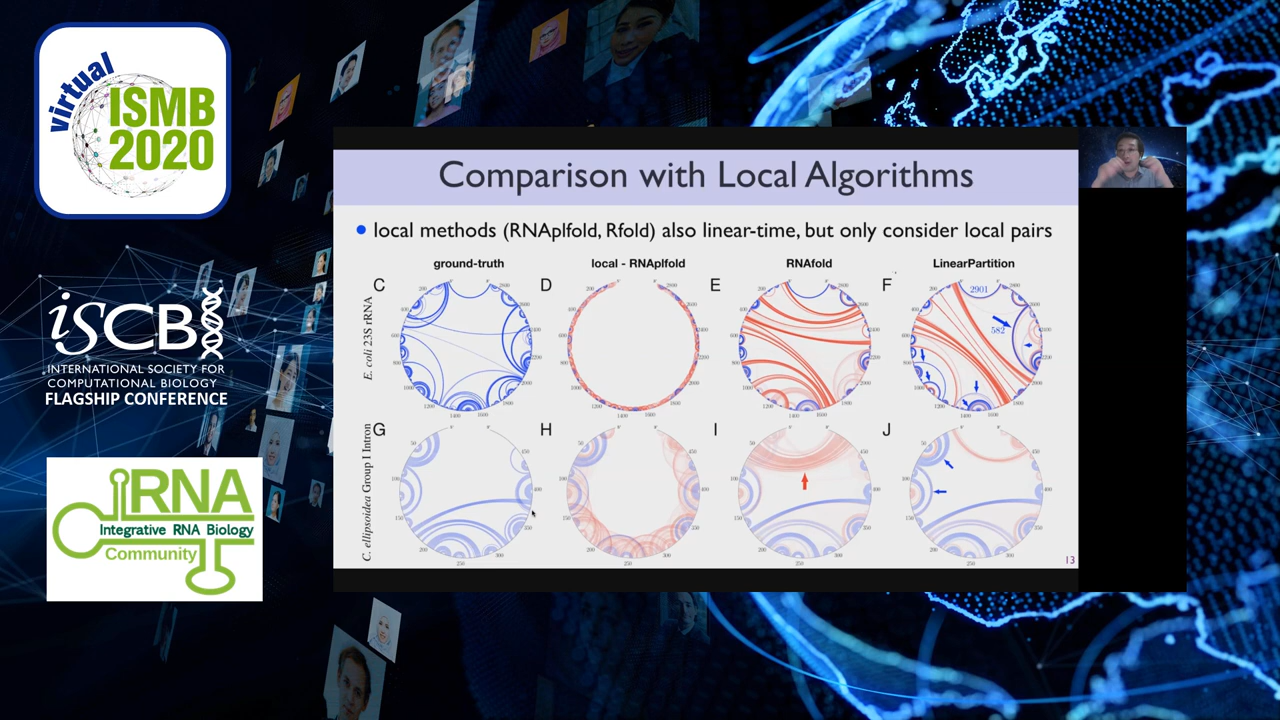 virtual
ISMB
2020
iSCB
INTERNATIONAL SOCIETY FOR
COMPUTATIONAL BIOLOGY
FLAGSHIP CONFERENCE
iRNA
Integrative RNA Biology
Community
Comparison with Local Algorithms
local methods (RNAplfold, Rfold) also linear-time, but only consider local pairs
ground-truth
local - RNAplfold
RNAfold
LinearPartition
C
D
E
F
E. coli 23S rRNA
2901
582
G
H
I
J
C. ellipsoidea Group I Intron
13